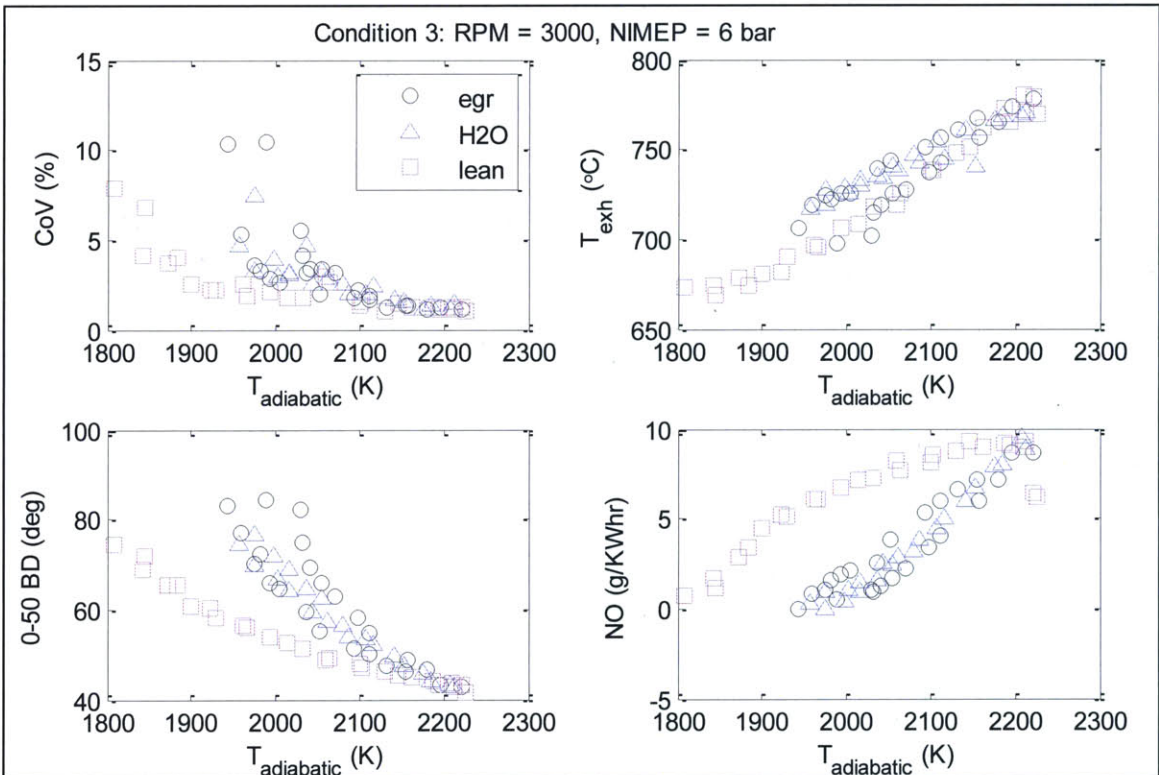 Condition 3: RPM = 3000, NIMEP = 6 bar
15
10
5
0
CoV (%)
egr
H2O
lean
1800 1900 2000 2100 2200 2300
T_adiabatic (K)
800
750
700
650
T_exh (oC)
1800 1900 2000 2100 2200 2300
T_adiabatic (K)
100
80
60
40
0-50 BD (deg)
1800 1900 2000 2100 2200 2300
T_adiabatic (K)
10
5
0
-5
NO (g/KWhr)
1800 1900 2000 2100 2200 2300
T_adiabatic (K)